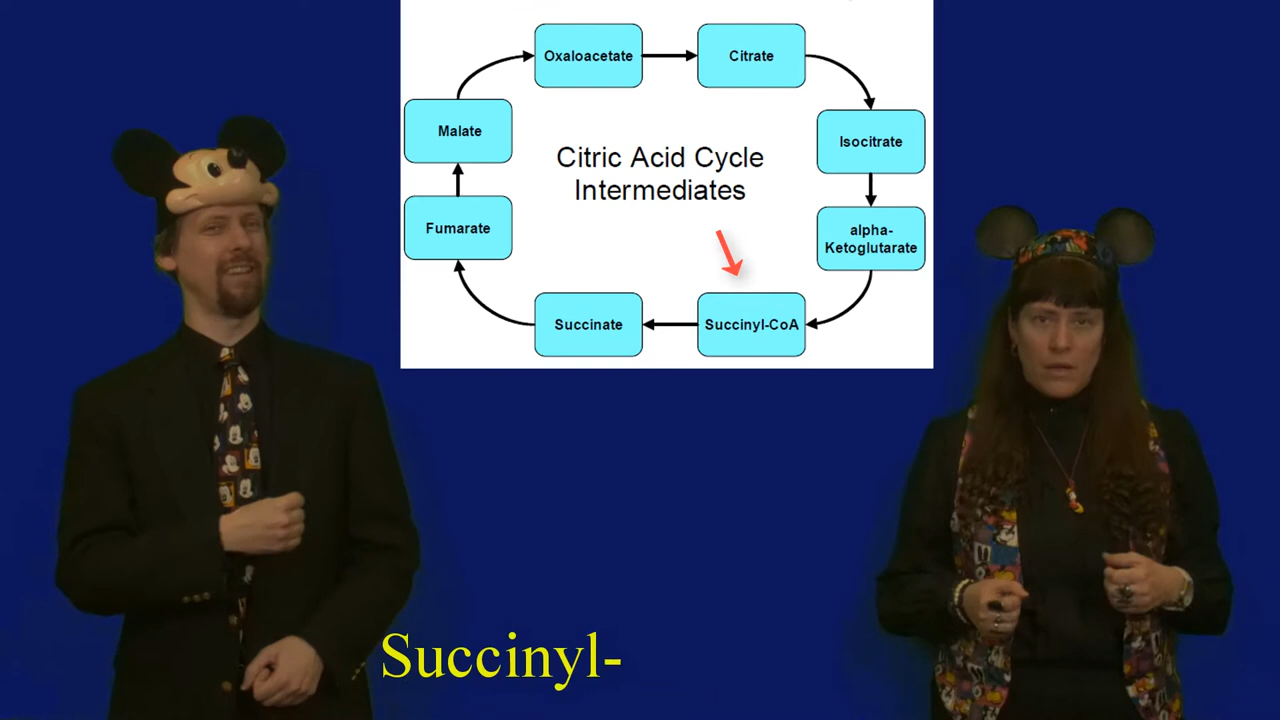 Oxaloacetate
Citrate
Malate
Isocitrate
Citric Acid Cycle
Intermediates
Fumarate
alpha-
Ketoglutarate
Succinate
Succinyl-CoA
Succinyl-